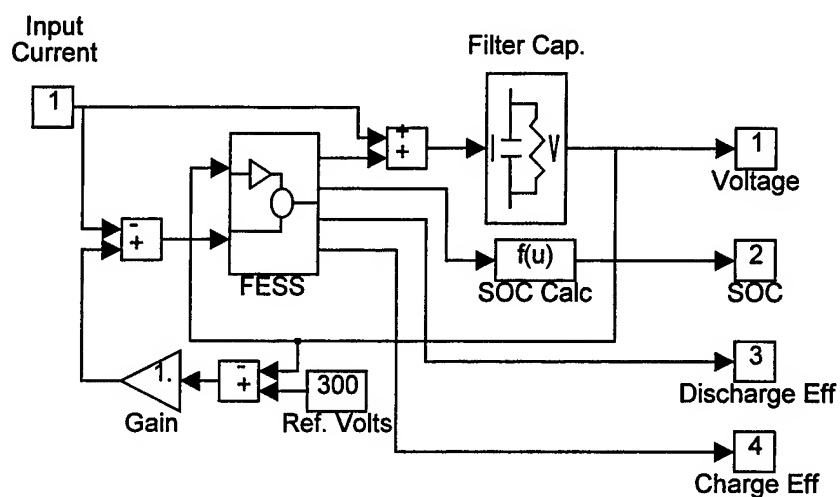 Input
Current
1
Filter Cap.
+
+
I
V
1
Voltage
-
+
FESS
f(u)
SOC Calc
2
SOC
1.
Gain
-
+
300
Ref. Volts
3
Discharge Eff
4
Charge Eff